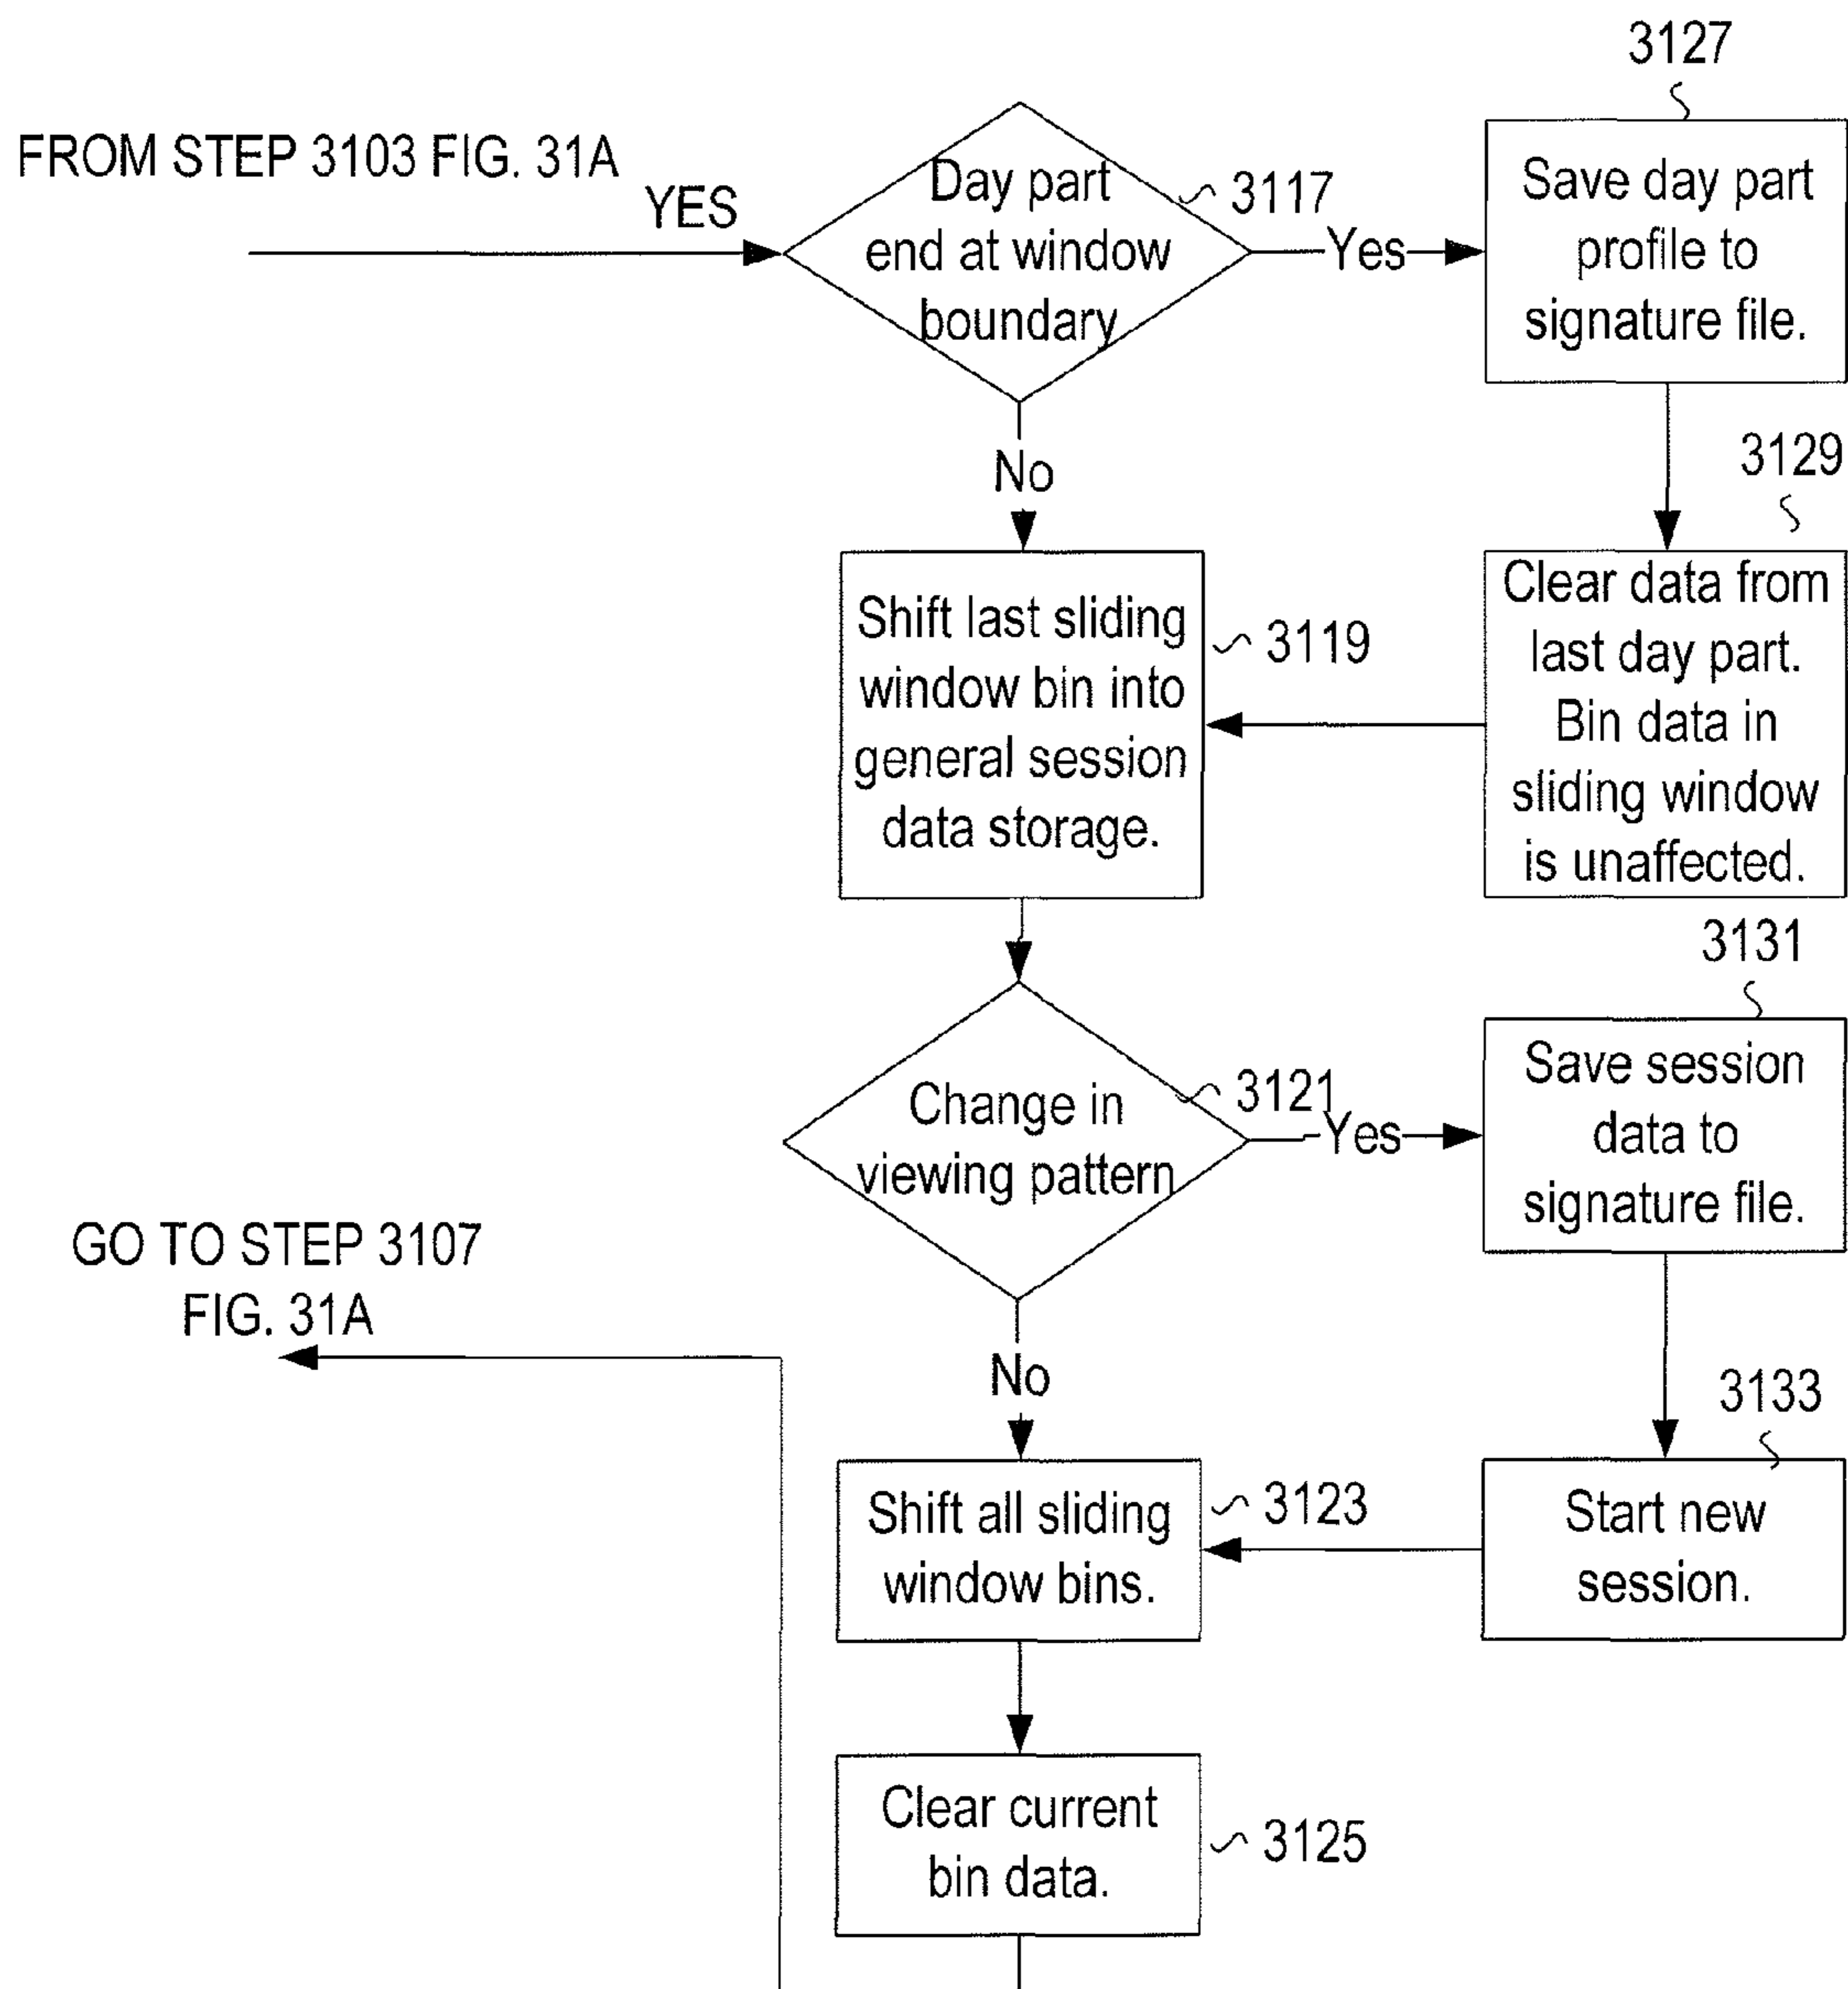 3127
FROM STEP 3103 FIG. 31A
YES
Day part
end at window
boundary
3117
Yes
Save day part
profile to
signature file.
No
3129
Shift last sliding
window bin into
general session
data storage.
3119
Clear data from
last day part.
Bin data in
sliding window
is unaffected.
3131
Change in
viewing pattern
3121
Yes
Save session
data to
signature file.
GO TO STEP 3107
FIG. 31A
No
3133
Shift all sliding
window bins.
3123
Start new
session.
Clear current
bin data.
3125